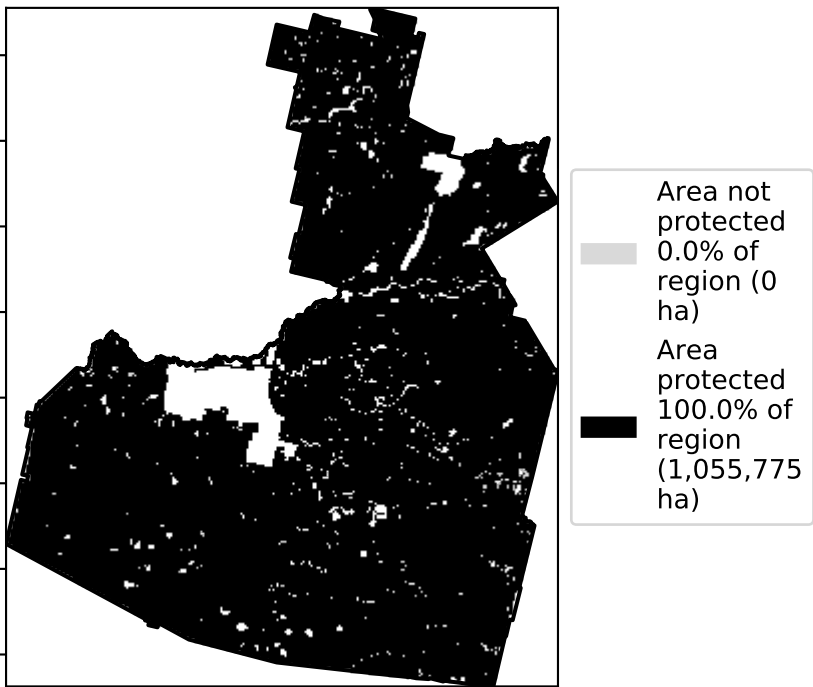 Area not
protected
0.0% of
region (0
ha)
Area
protected
100.0% of
region
(1,055,775
ha)